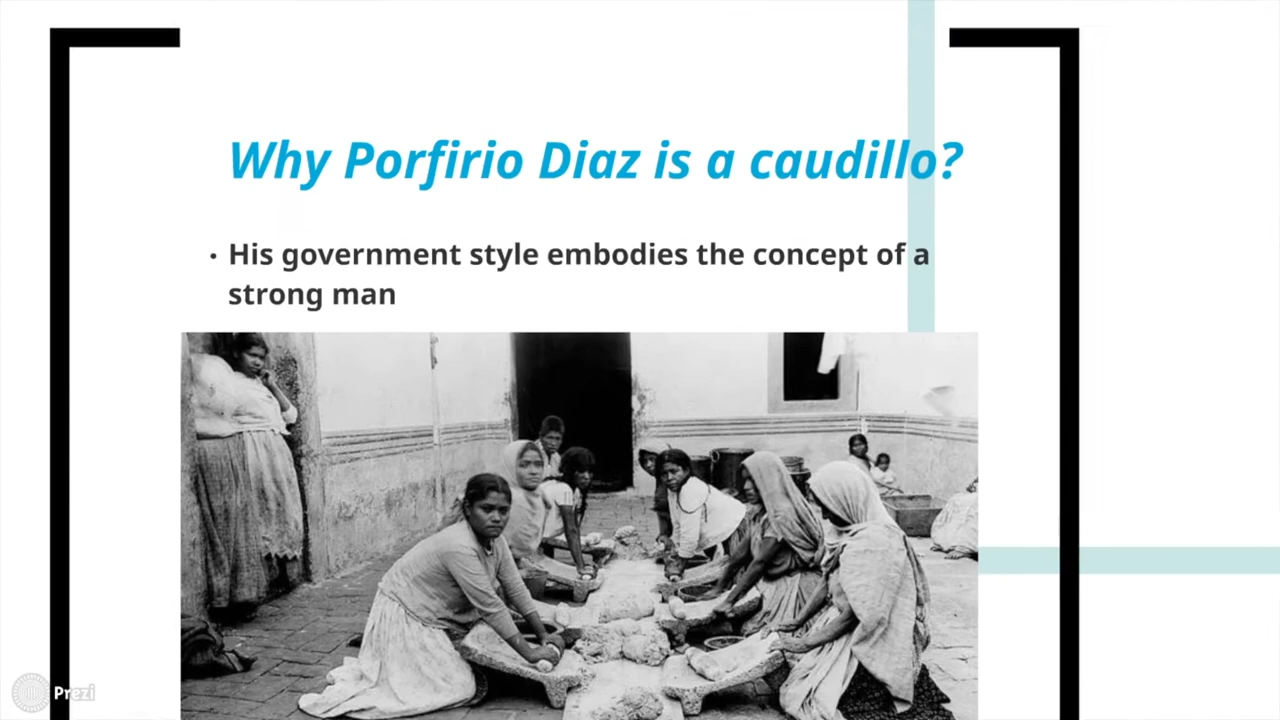 Why Porfirio Diaz is a caudillo?
• His government style embodies the concept of a
strong man
Prezi